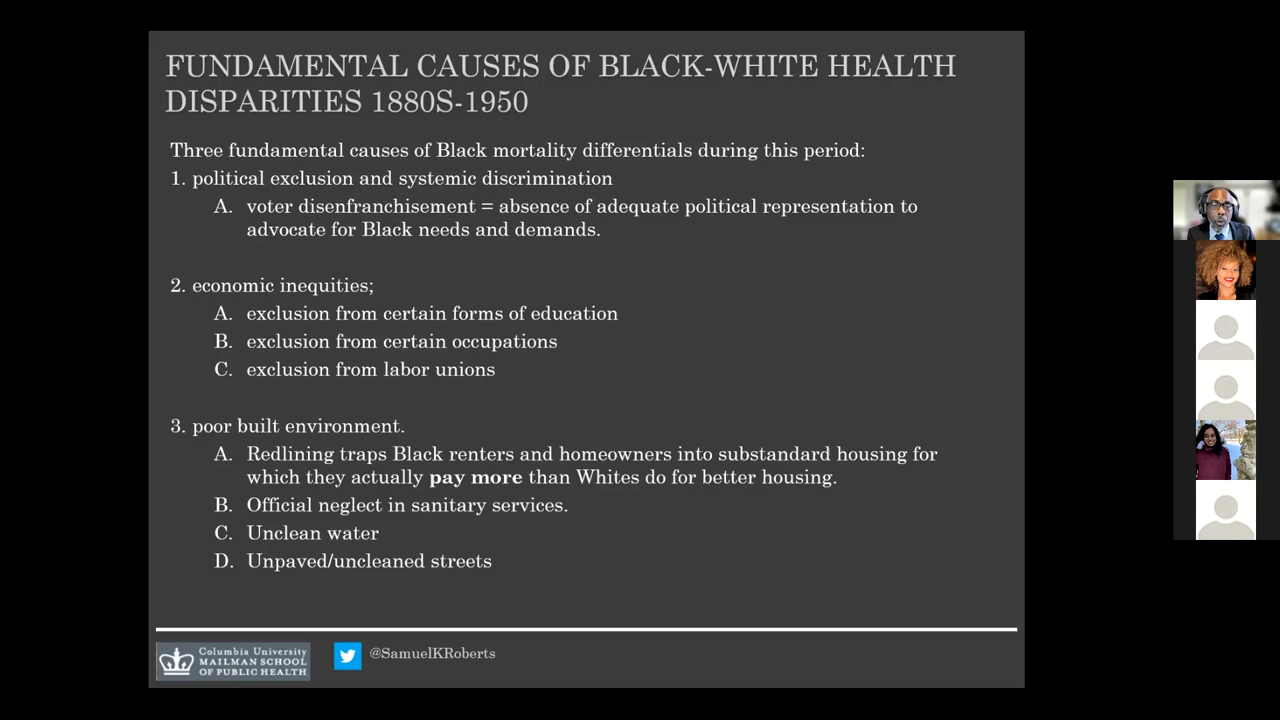 FUNDAMENTAL CAUSES OF BLACK-WHITE HEALTH
DISPARITIES 1880S-1950
Three fundamental causes of Black mortality differentials during this period:
1. political exclusion and systemic discrimination
A. voter disenfranchisement = absence of adequate political representation to
advocate for Black needs and demands.
2. economic inequities;
A. exclusion from certain forms of education
B. exclusion from certain occupations
C. exclusion from labor unions
3. poor built environment.
A. Redlining traps Black renters and homeowners into substandard housing for
which they actually pay more than Whites do for better housing.
B. Official neglect in sanitary services.
C. Unclean water
D. Unpaved/uncleaned streets
Columbia University
MAILMAN SCHOOL
OF PUBLIC HEALTH
@SamuelKRoberts